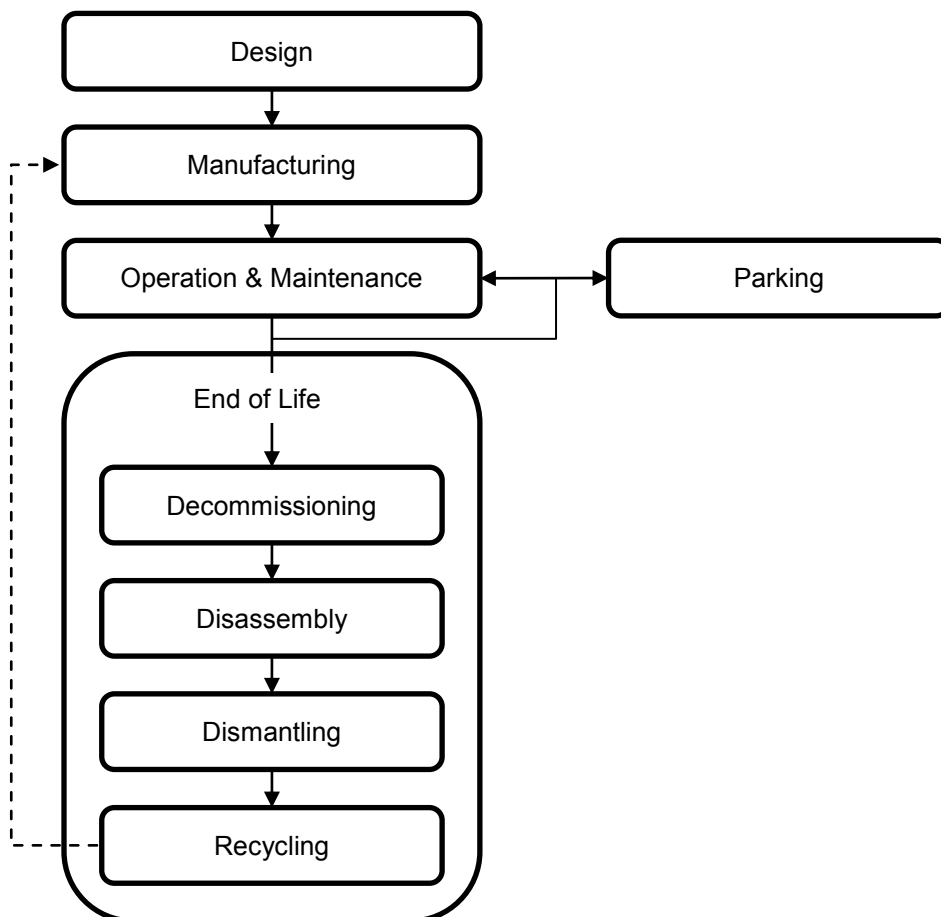 Design
Manufacturing
Operation & Maintenance
Parking
End of Life
Decommissioning
Disassembly
Dismantling
Recycling